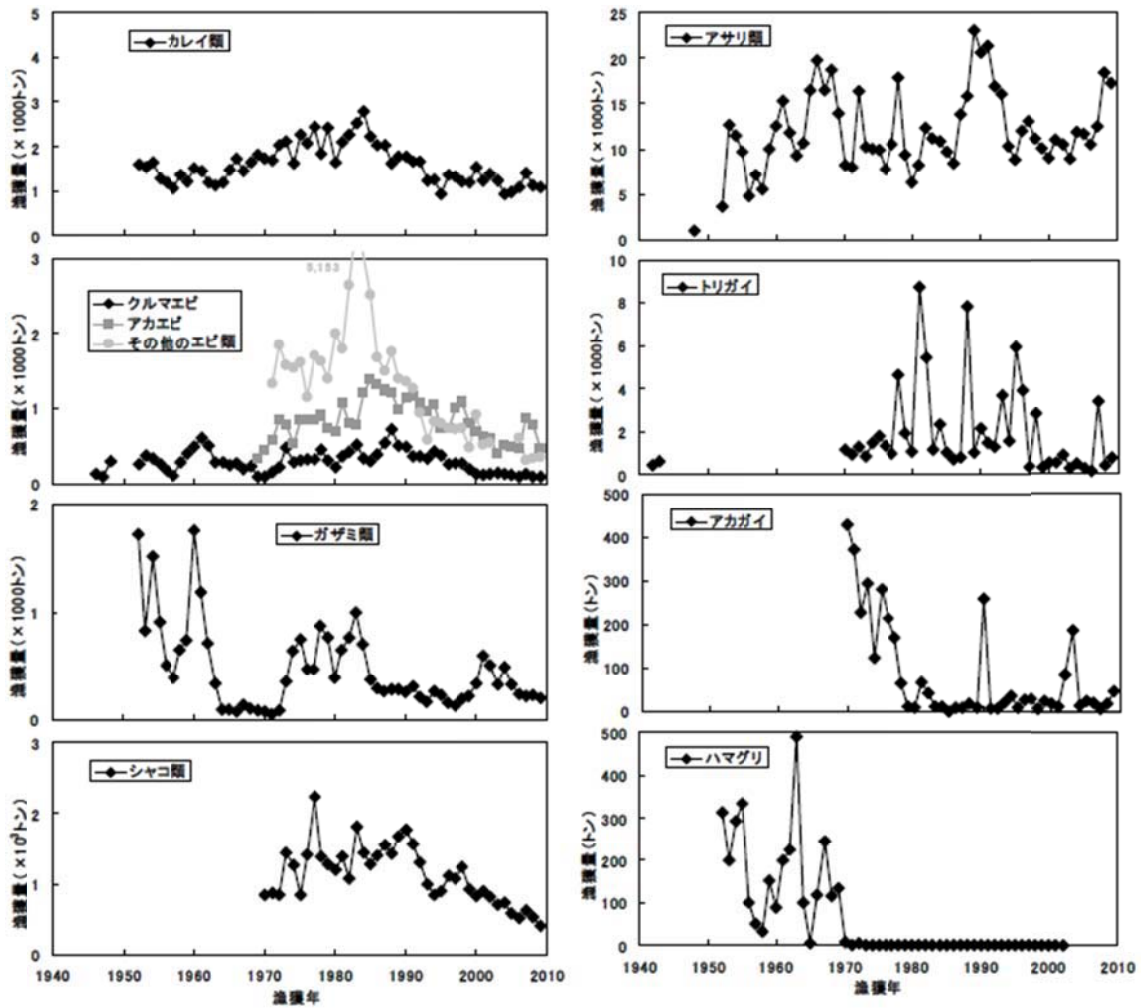 カレイ類
漁獲量(×1000トン)
5
4
3
2
1
0
クルマエビ
アカエビ
その他のエビ類
5,153
漁獲量(×1000トン)
3
2
1
0
ガザミ類
漁獲量(×1000トン)
2
1
0
シャコ類
漁獲量(×10³トン)
3
2
1
0
1940 1950 1960 1970 1980 1990 2000 2010
漁獲年
アサリ類
漁獲量(×1000トン)
25
20
15
10
5
0
トリガイ
漁獲量(×1000トン)
10
8
6
4
2
0
アカガイ
漁獲量(トン)
500
400
300
200
100
0
ハマグリ
漁獲量(トン)
500
400
300
200
100
0
1940 1950 1960 1970 1980 1990 2000 2010
漁獲年